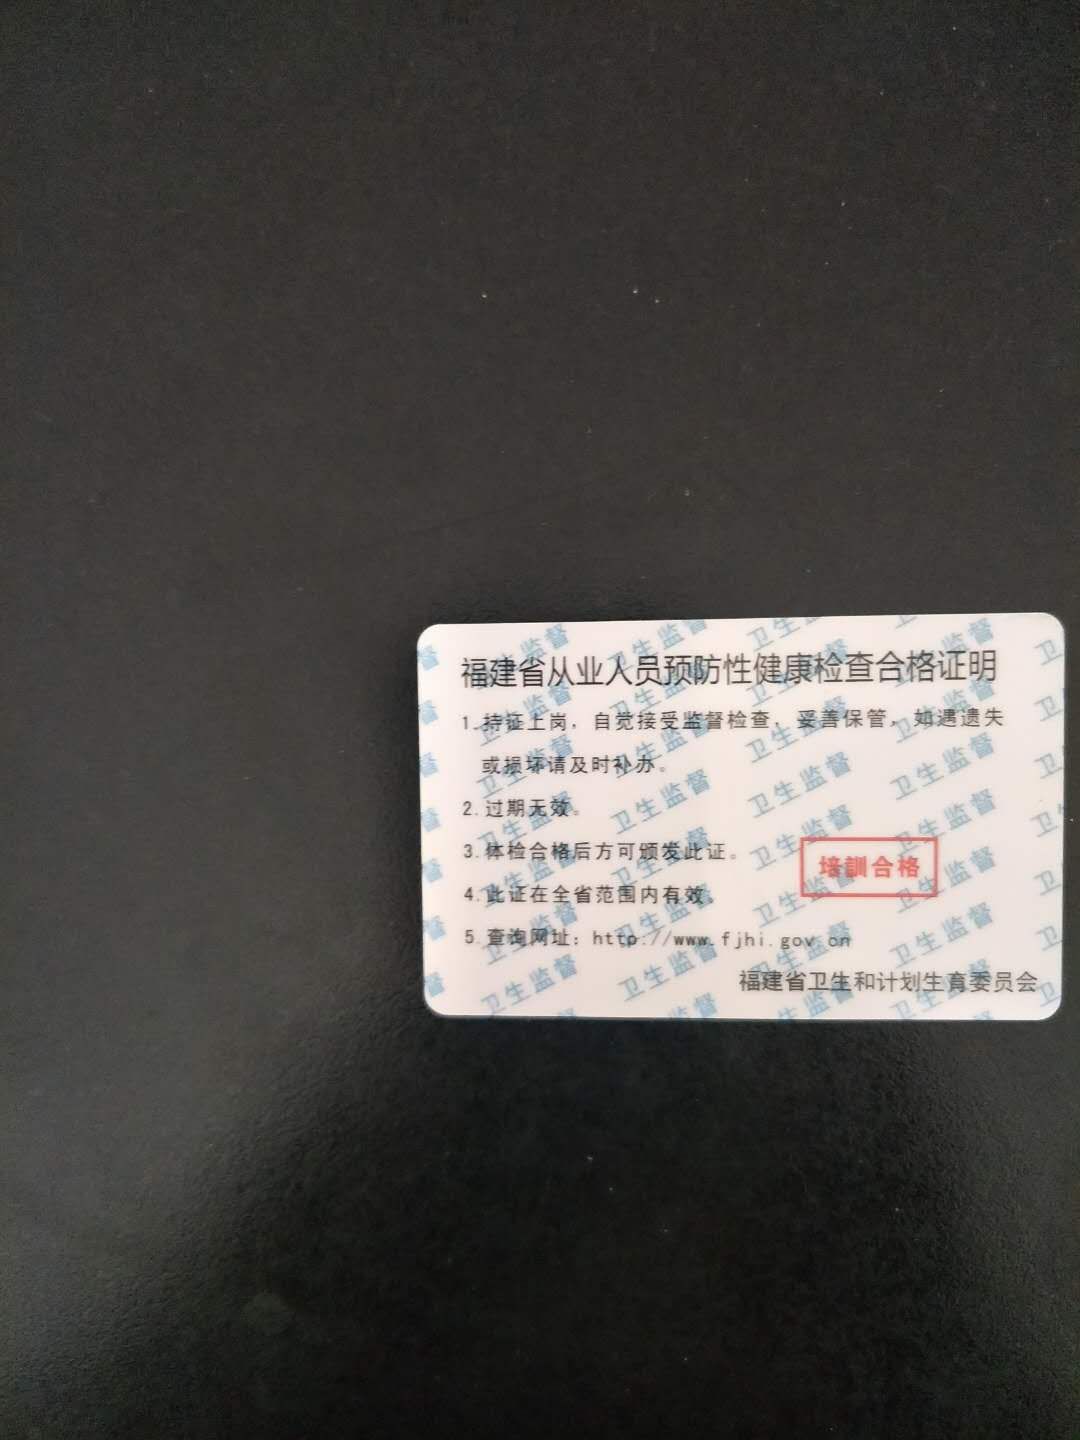 福建省从业人员预防性健康检查合格证明
1.持证上岗，自觉接受监督检查，妥善保管，如遇遗失
或损坏请及时补办。
2.过期无效。
3.体检合格后方可颁发此证。
4.此证在全省范围内有效。
培訓合格
5.查询网址：http://www.fjhi.gov.cn
福建省卫生和计划生育委员会
卫生监督